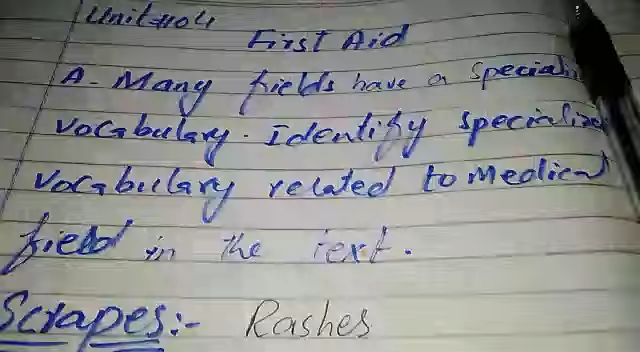 Unit#04
First Aid
A- Many fields have a speciali
vocabulary. Identify specialized
vocabulary related to Medical
field in the text.
Scrapes:- Rashes